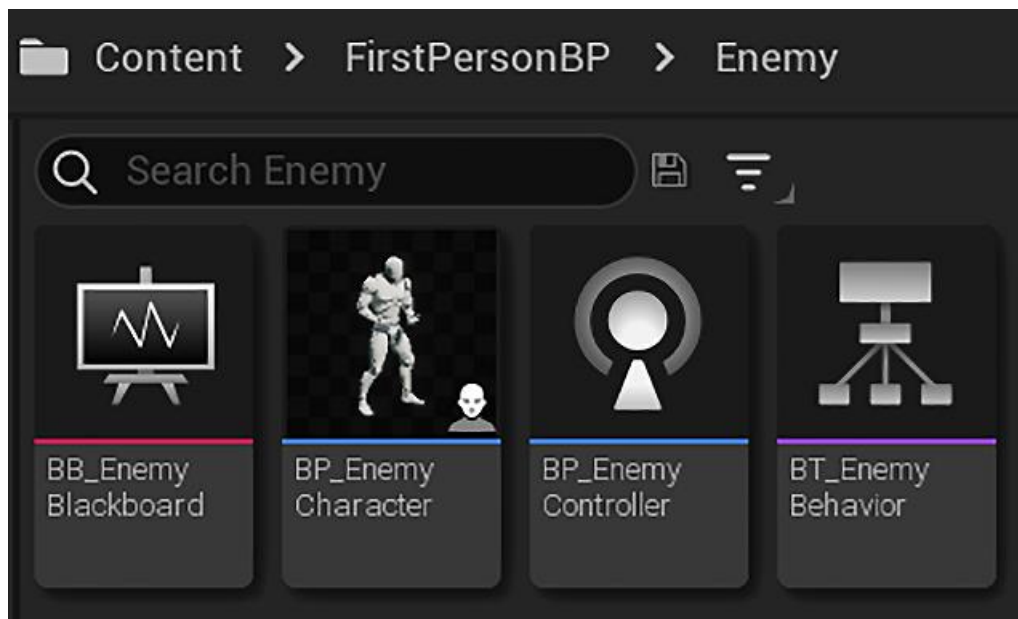 Content > FirstPersonBP > Enemy
Search Enemy
BB_Enemy
Blackboard
BP_Enemy
Character
BP_Enemy
Controller
BT_Enemy
Behavior